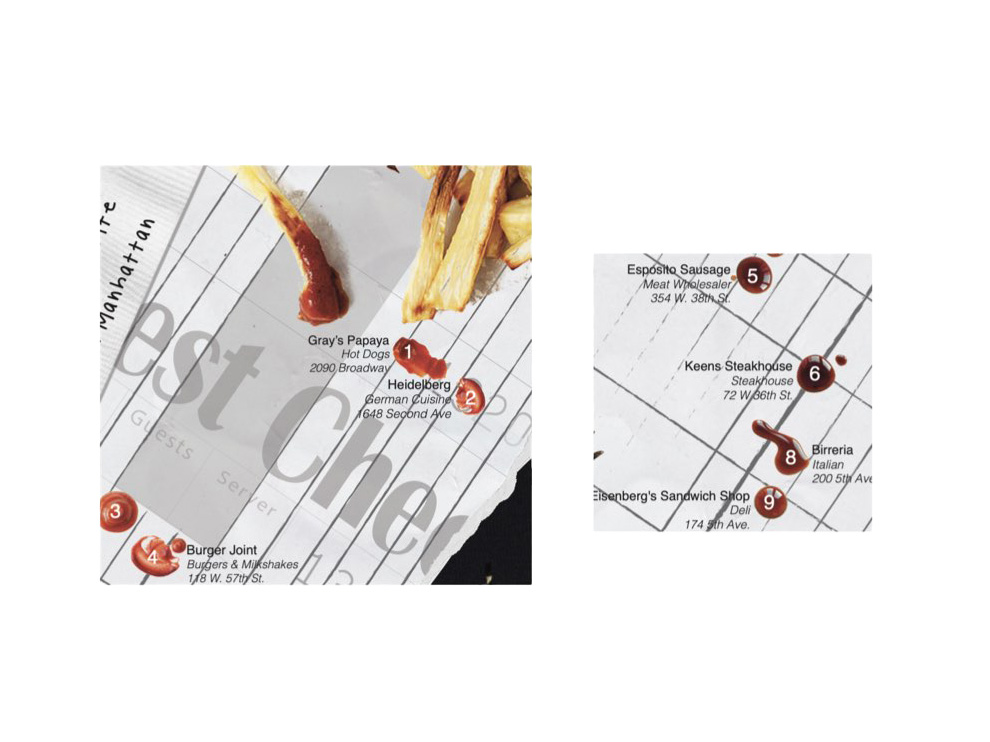 Manhattan
est Che
Guests
Server
Gray's Papaya
Hot Dogs
2090 Broadway
1
Heidelberg
German Cuisine
1648 Second Ave
2
20
3
4
Burger Joint
Burgers & Milkshakes
118 W. 57th St.
12
Esposito Sausage
Meat Wholesaler
354 W. 38th St.
5
Keens Steakhouse
Steakhouse
72 W 36th St.
6
8
Birreria
Italian
200 5th Ave
Eisenberg's Sandwich Shop
Deli
174 5th Ave.
9